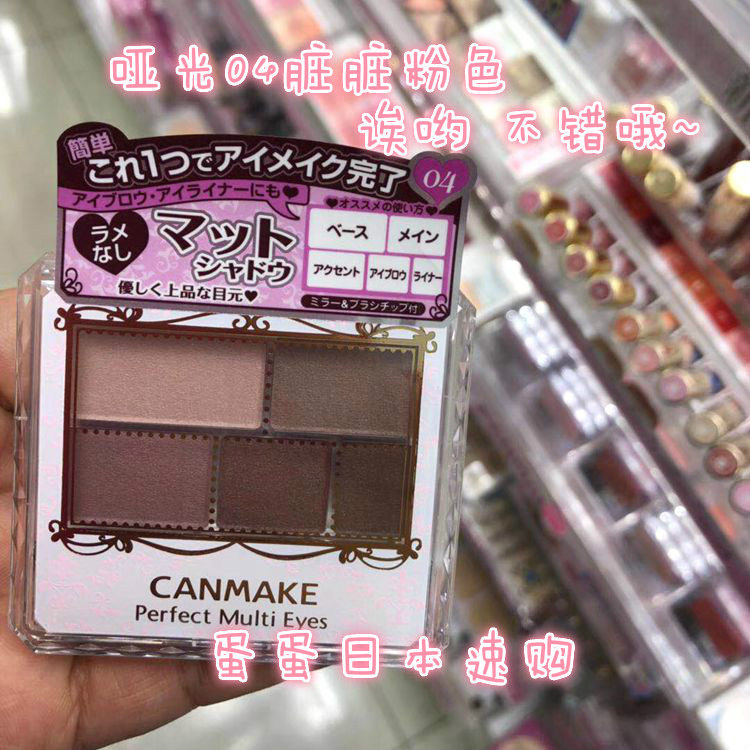 哑光04脏脏粉色
诶哟 不错哦~
簡単
これ1つでアイメイク完了
04
アイブロウ・アイライナーにも♥
♥オススメの使い方♥
ラメ
なし
マット
シャドウ
優しく上品な目元♥
ベース
メイン
アクセント
アイブロウ
ライナー
ミラー&ブラシチップ付
CANMAKE
Perfect Multi Eyes
蛋蛋日本速购